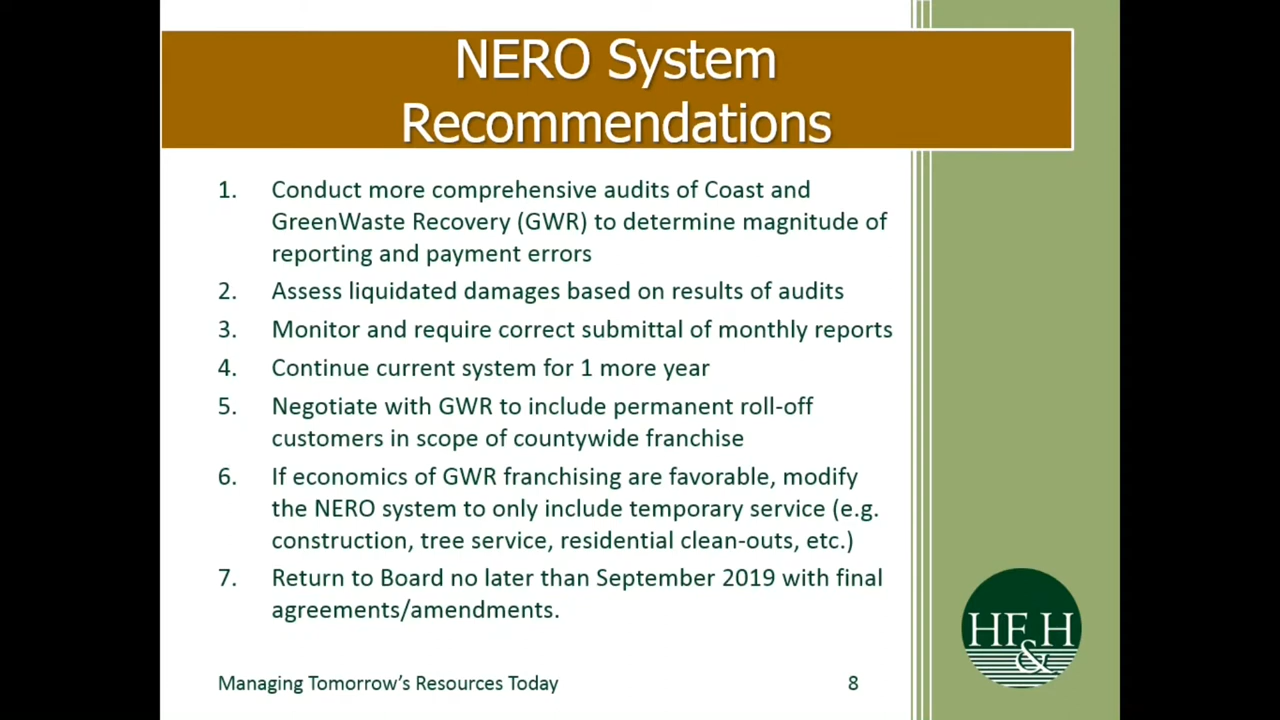 NERO System
Recommendations
1. Conduct more comprehensive audits of Coast and
GreenWaste Recovery (GWR) to determine magnitude of
reporting and payment errors
2. Assess liquidated damages based on results of audits
3. Monitor and require correct submittal of monthly reports
4. Continue current system for 1 more year
5. Negotiate with GWR to include permanent roll-off
customers in scope of countywide franchise
6. If economics of GWR franchising are favorable, modify
the NERO system to only include temporary service (e.g.
construction, tree service, residential clean-outs, etc.)
7. Return to Board no later than September 2019 with final
agreements/amendments.
HF&H
Managing Tomorrow's Resources Today 8